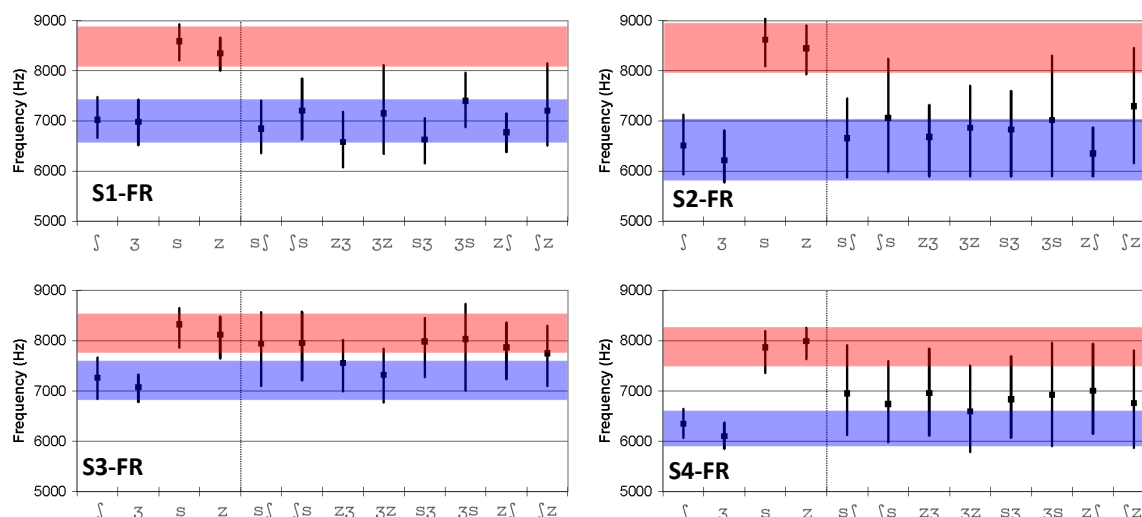 9000
8000
7000
6000
5000
Frequency (Hz)
S1-FR
ʃ ʒ s z sʃ ʃs zʒ ʒz sʒ ʒs zʃ ʃz
9000
8000
7000
6000
5000
Frequency (Hz)
S2-FR
ʃ ʒ s z sʃ ʃs zʒ ʒz sʒ ʒs zʃ ʃz
9000
8000
7000
6000
5000
Frequency (Hz)
S3-FR
ʃ ʒ s z sʃ ʃs zʒ ʒz sʒ ʒs zʃ ʃz
9000
8000
7000
6000
5000
Frequency (Hz)
S4-FR
ʃ ʒ s z sʃ ʃs zʒ ʒz sʒ ʒs zʃ ʃz